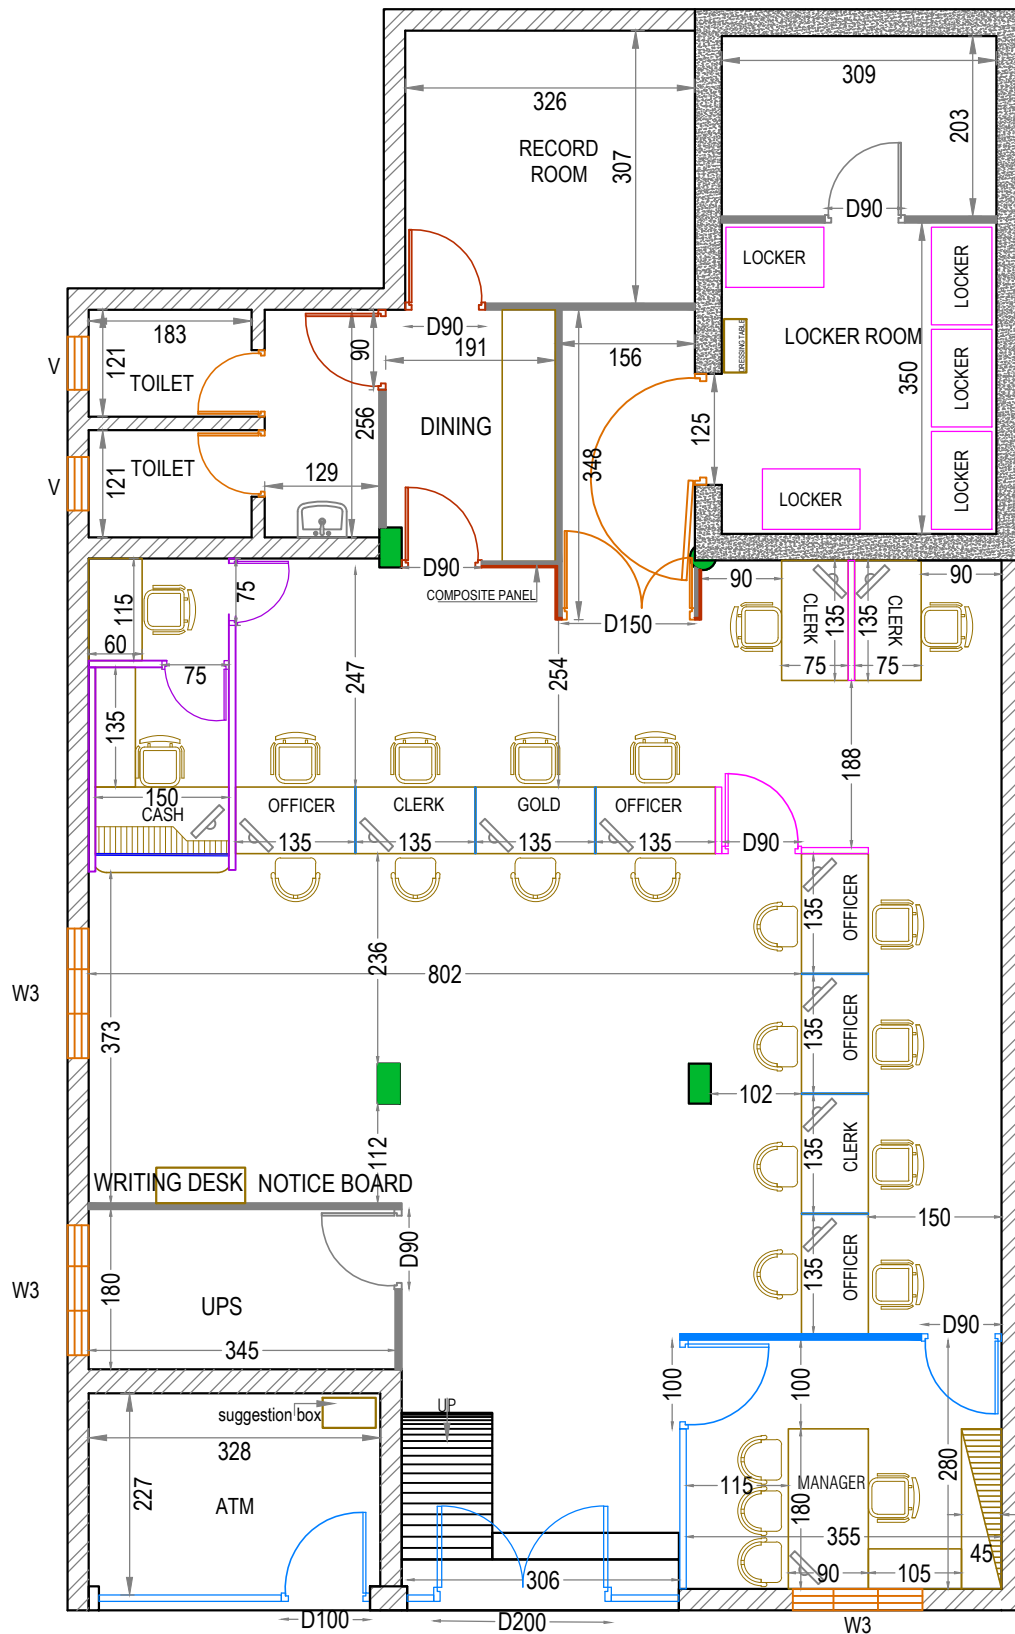 309
203
326
RECORD
ROOM
307
D90
LOCKER
LOCKER
183
121
TOILET
V
90
D90
191
156
DRESSING TABLE
LOCKER ROOM
350
LOCKER
125
256
DINING
348
TOILET
121
V
129
LOCKER
LOCKER
D90
COMPOSITE PANEL
75
115
60
75
D150
90
135
CLERK
75
135
CLERK
75
90
247
254
135
188
150
CASH
OFFICER
135
CLERK
135
GOLD
135
OFFICER
135
D90
236
802
135
OFFICER
W3
373
135
OFFICER
102
112
135
CLERK
WRITING DESK
NOTICE BOARD
150
D90
135
OFFICER
180
W3
UPS
345
D90
100
100
UP
suggestion box
328
227
ATM
115
MANAGER
180
280
355
45
90
105
306
D100
D200
W3